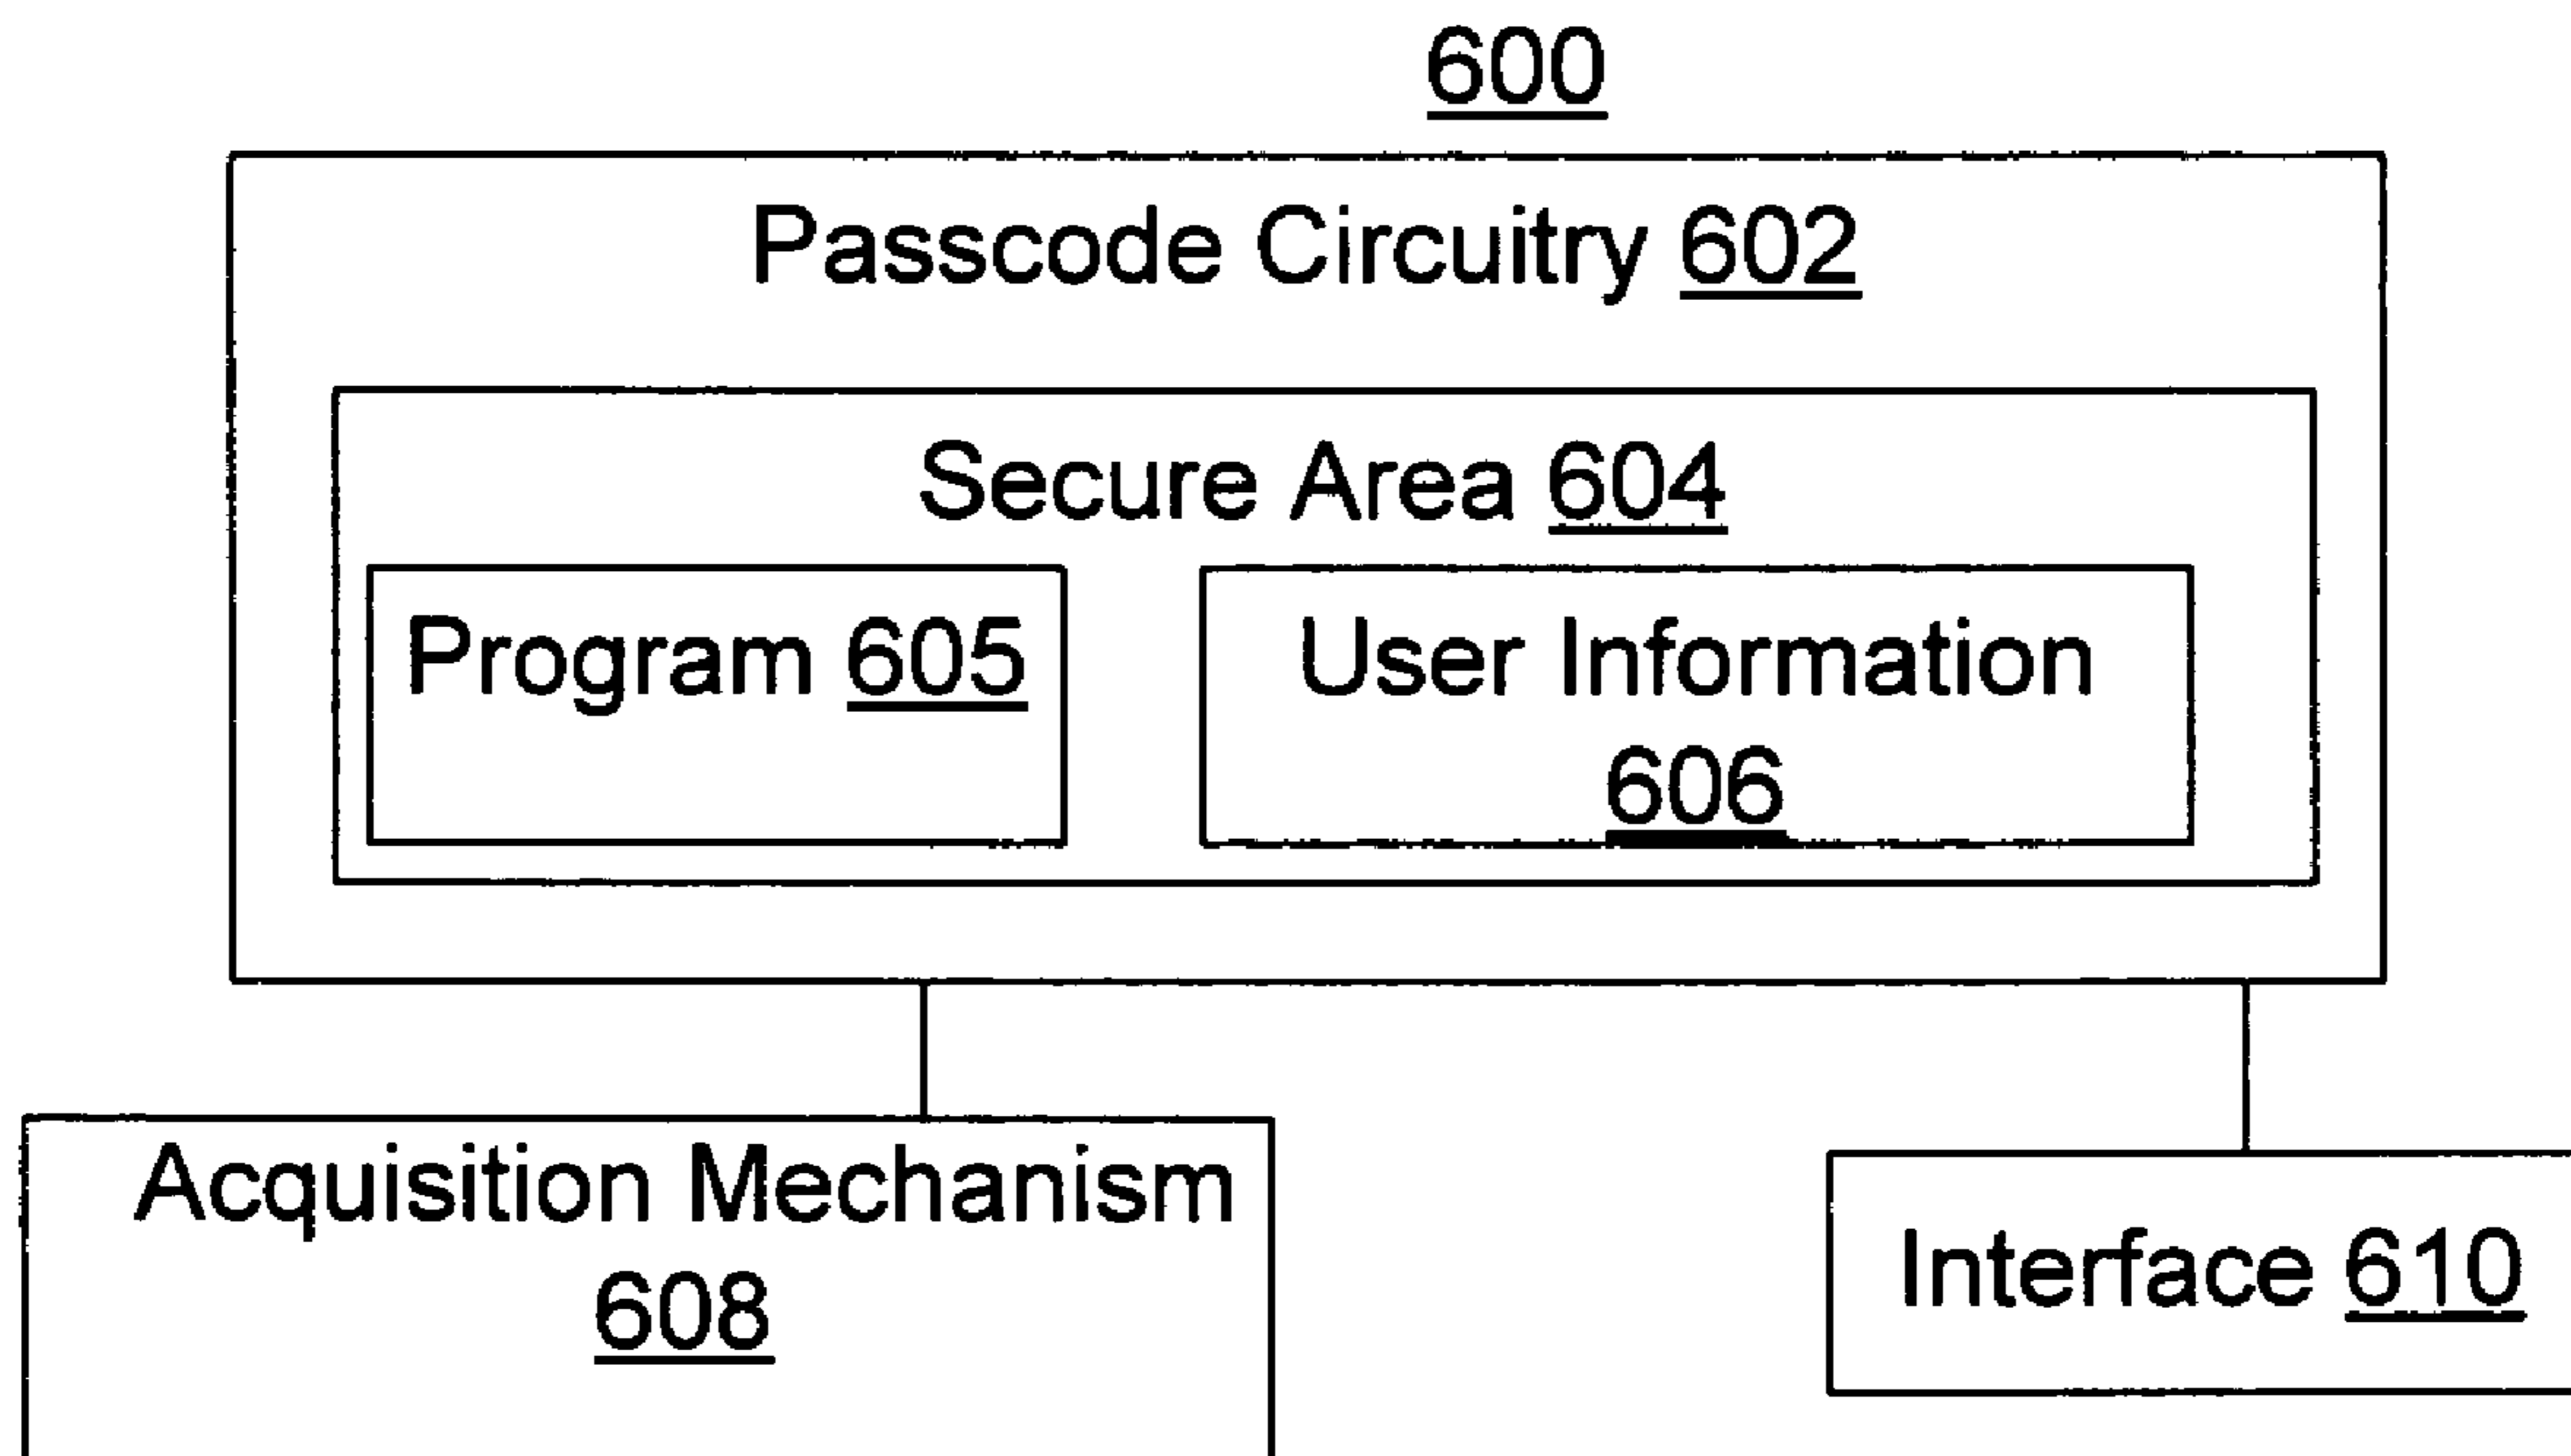 600
Passcode Circuitry 602
Secure Area 604
Program 605
User Information
606
Acquisition Mechanism
608
Interface 610